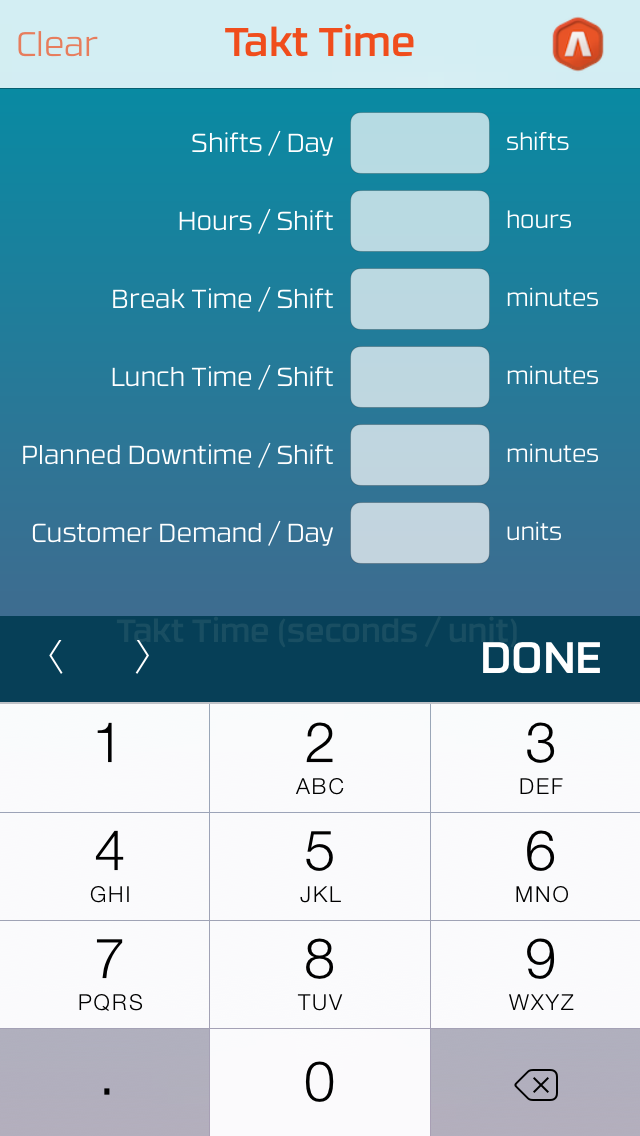 Clear Takt Time
Shifts / Day shifts
Hours / Shift hours
Break Time / Shift minutes
Lunch Time / Shift minutes
Planned Downtime / Shift minutes
Customer Demand / Day units
Takt Time (seconds / unit)
DONE
1 2 3
ABC DEF
4 5 6
GHI JKL MNO
7 8 9
PQRS TUV WXYZ
. 0